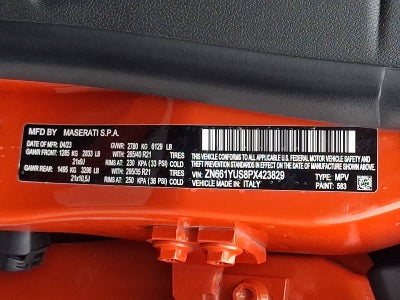 MFD BY MASERATI S.P.A.
DATE OF MFR: 04/23 GVWR: 2780 KG 6129 LB
GAWR FRONT: 1285 KG 2833 LB WITH 265/40 R21 TIRES
21x9J RIMS AT: 230 KPA (33 PSI) COLD
GAWR REAR: 1495 KG 3296 LB WITH 295/35 R21 TIRES
21x10,5J RIMS AT: 250 KPA (36 PSI) COLD
THIS VEHICLE CONFORMS TO ALL APPLICABLE
U.S. FEDERAL MOTOR VEHICLE SAFETY, BUMPER AND
THEFT PREVENTION STANDARDS IN EFFECT ON THE
DATE OF MANUFACTURE SHOWN ABOVE.
VIN: ZN661YUS8PX423829 TYPE: MPV
MADE IN: ITALY PAINT: 583